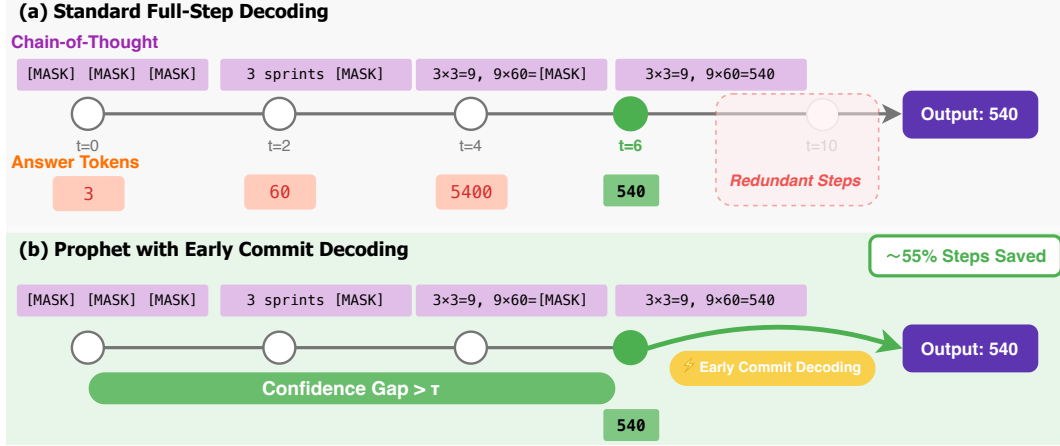 (a) Standard Full-Step Decoding
Chain-of-Thought
[MASK] [MASK] [MASK]
3 sprints [MASK]
3×3=9, 9×60=[MASK]
3×3=9, 9×60=540
Output: 540
t=0
t=2
t=4
t=6
t=10
Answer Tokens
3
60
5400
540
Redundant Steps
(b) Prophet with Early Commit Decoding
~55% Steps Saved
[MASK] [MASK] [MASK]
3 sprints [MASK]
3×3=9, 9×60=[MASK]
3×3=9, 9×60=540
Output: 540
⚡ Early Commit Decoding
Confidence Gap > τ
540